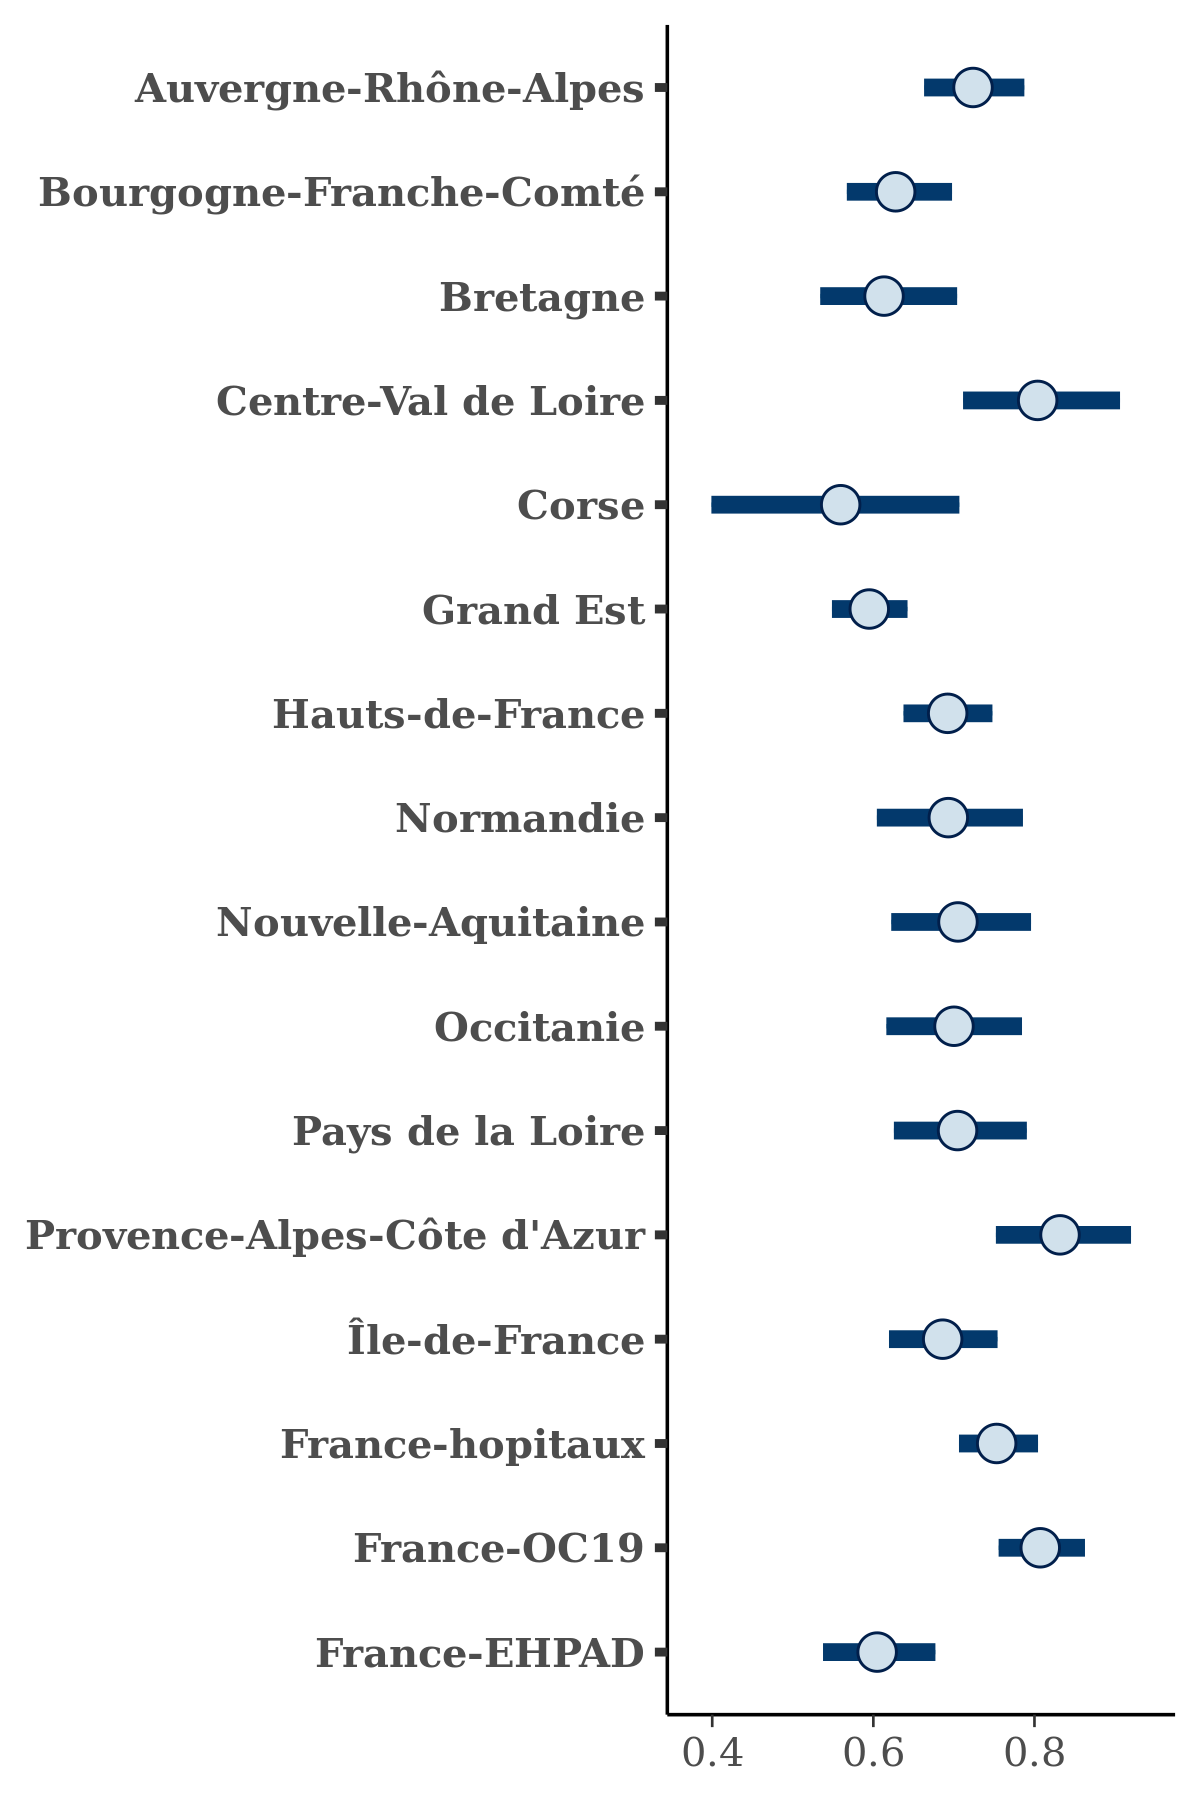 Auvergne-Rhône-Alpes
Bourgogne-Franche-Comté
Bretagne
Centre-Val de Loire
Corse
Grand Est
Hauts-de-France
Normandie
Nouvelle-Aquitaine
Occitanie
Pays de la Loire
Provence-Alpes-Côte d'Azur
Île-de-France
France-hopitaux
France-OC19
France-EHPAD
0.4 0.6 0.8